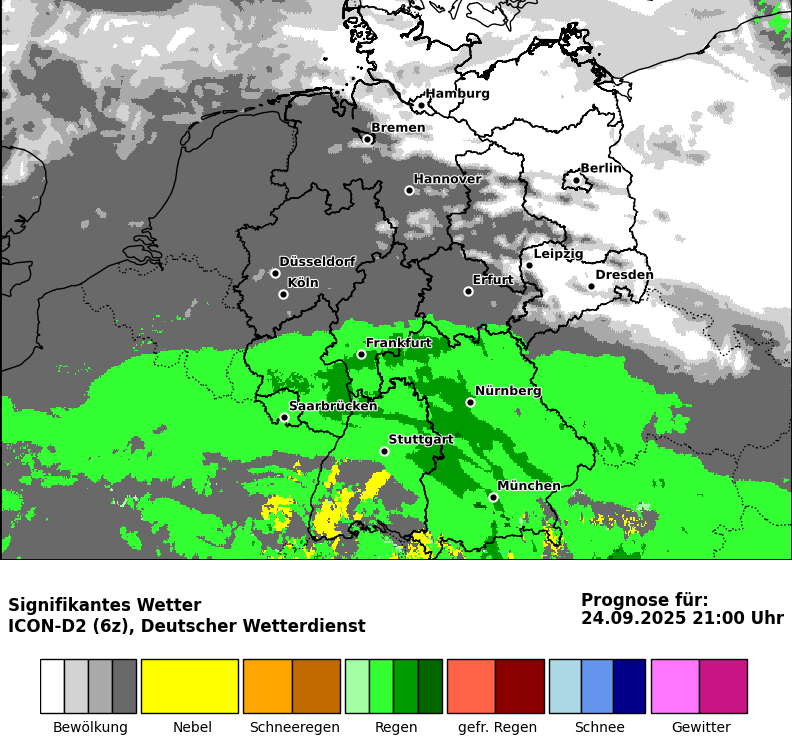 Hamburg
Bremen
Berlin
Hannover
Leipzig
Düsseldorf
Dresden
Köln
Erfurt
Frankfurt
Nürnberg
Saarbrücken
Stuttgart
München
Signifikantes Wetter
ICON-D2 (6z), Deutscher Wetterdienst
Prognose für:
24.09.2025 21:00 Uhr
Bewölkung Nebel Schneeregen Regen gefr. Regen Schnee Gewitter